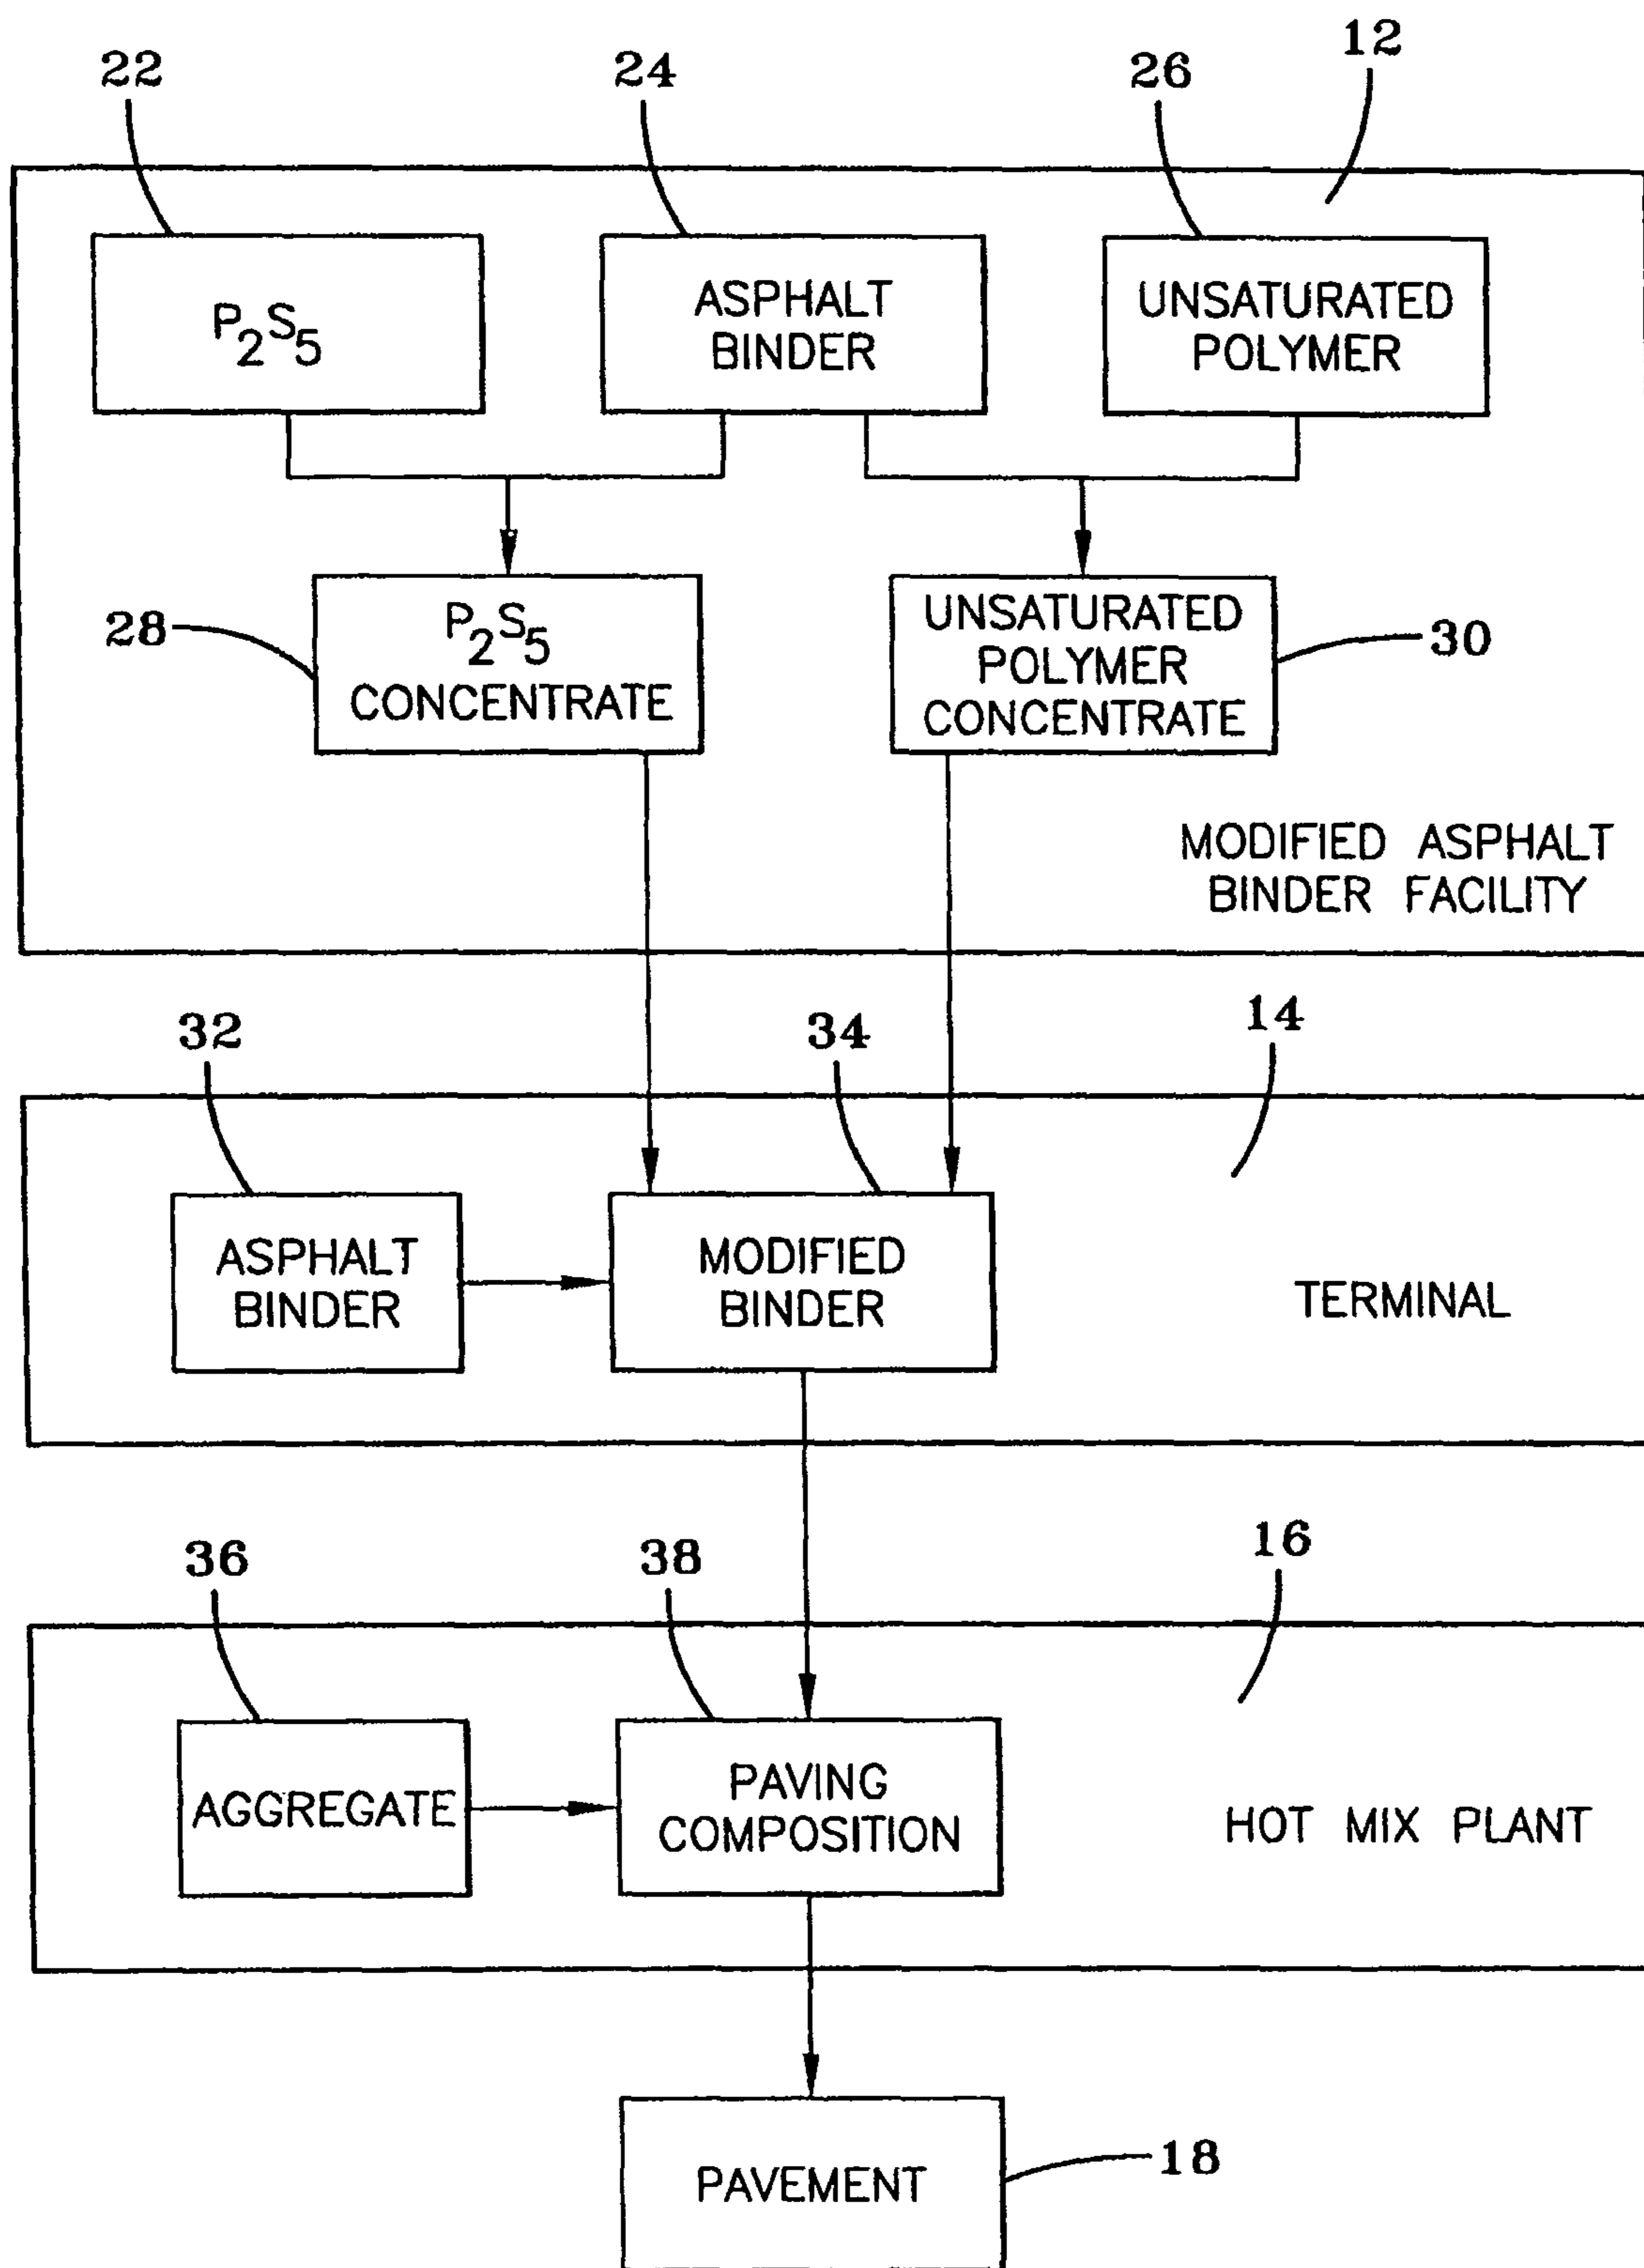 12
22
24
26
P2S5
ASPHALT
BINDER
UNSATURATED
POLYMER
28
P2S5
CONCENTRATE
UNSATURATED
POLYMER
CONCENTRATE
30
MODIFIED ASPHALT
BINDER FACILITY
32
34
14
ASPHALT
BINDER
MODIFIED
BINDER
TERMINAL
36
38
16
AGGREGATE
PAVING
COMPOSITION
HOT MIX PLANT
PAVEMENT
18